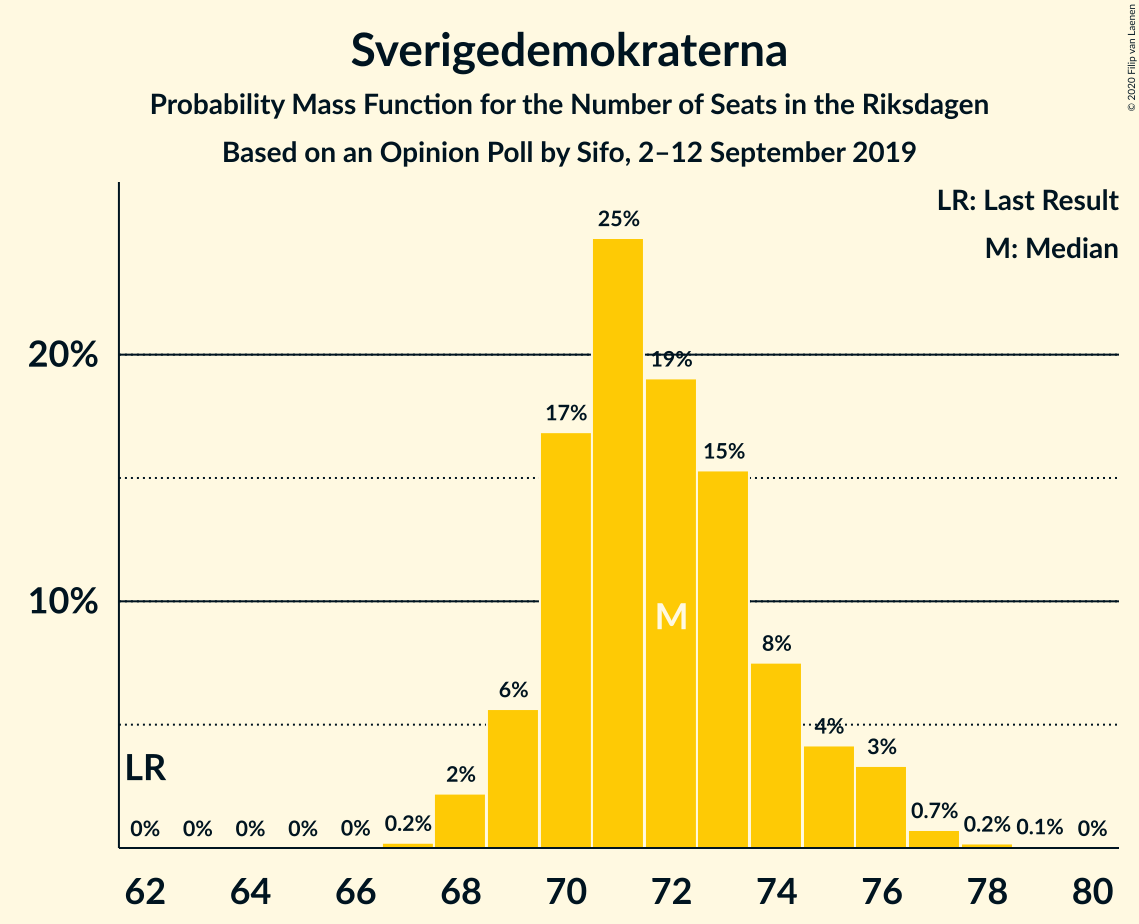 Sverigedemokraterna
Probability Mass Function for the Number of Seats in the Riksdagen
Based on an Opinion Poll by Sifo, 2–12 September 2019
© 2020 Filip van Laenen
LR: Last Result
M: Median
25%
20%
19%
17%
15%
10%
M
8%
6%
4%
3%
LR
2%
0% 0% 0% 0% 0% 0.2% 0.7% 0.2% 0.1% 0%
62 64 66 68 70 72 74 76 78 80